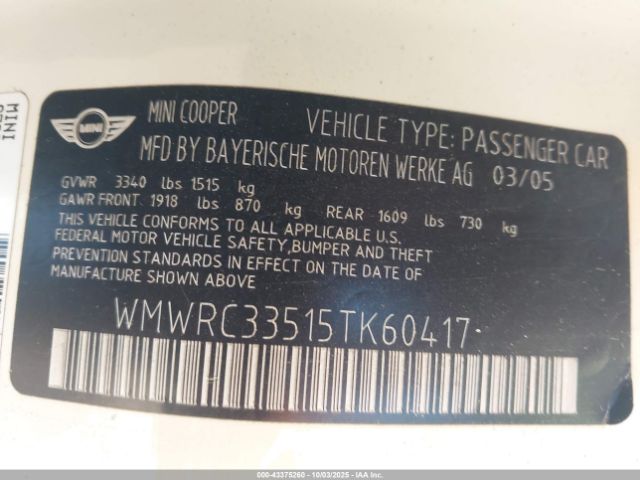 MINI
MINI COOPER
VEHICLE TYPE: PASSENGER CAR
MFD BY BAYERISCHE MOTOREN WERKE AG 03/05
GVWR 3340 lbs 1515 kg
GAWR FRONT 1918 lbs 870 kg REAR 1609 lbs 730 kg
THIS VEHICLE CONFORMS TO ALL APPLICABLE U.S.
FEDERAL MOTOR VEHICLE SAFETY,BUMPER AND THEFT
PREVENTION STANDARDS IN EFFECT ON THE DATE OF
MANUFACTURE SHOWN ABOVE
WMWRC33515TK60417
MINI
000-43375260 - 10/03/2025 - IAAI.com